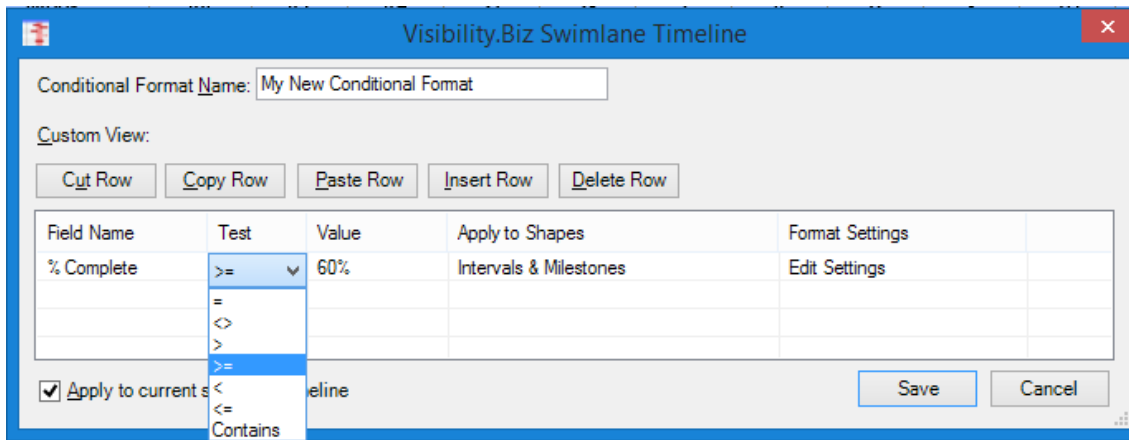 Visibility.Biz Swimlane Timeline
Conditional Format Name: My New Conditional Format
Custom View:
Cut Row Copy Row Paste Row Insert Row Delete Row
Field Name Test Value Apply to Shapes Format Settings
% Complete >= 60% Intervals & Milestones Edit Settings
=
<>
>
>=
<
<=
Contains
Apply to current s eline
Save Cancel